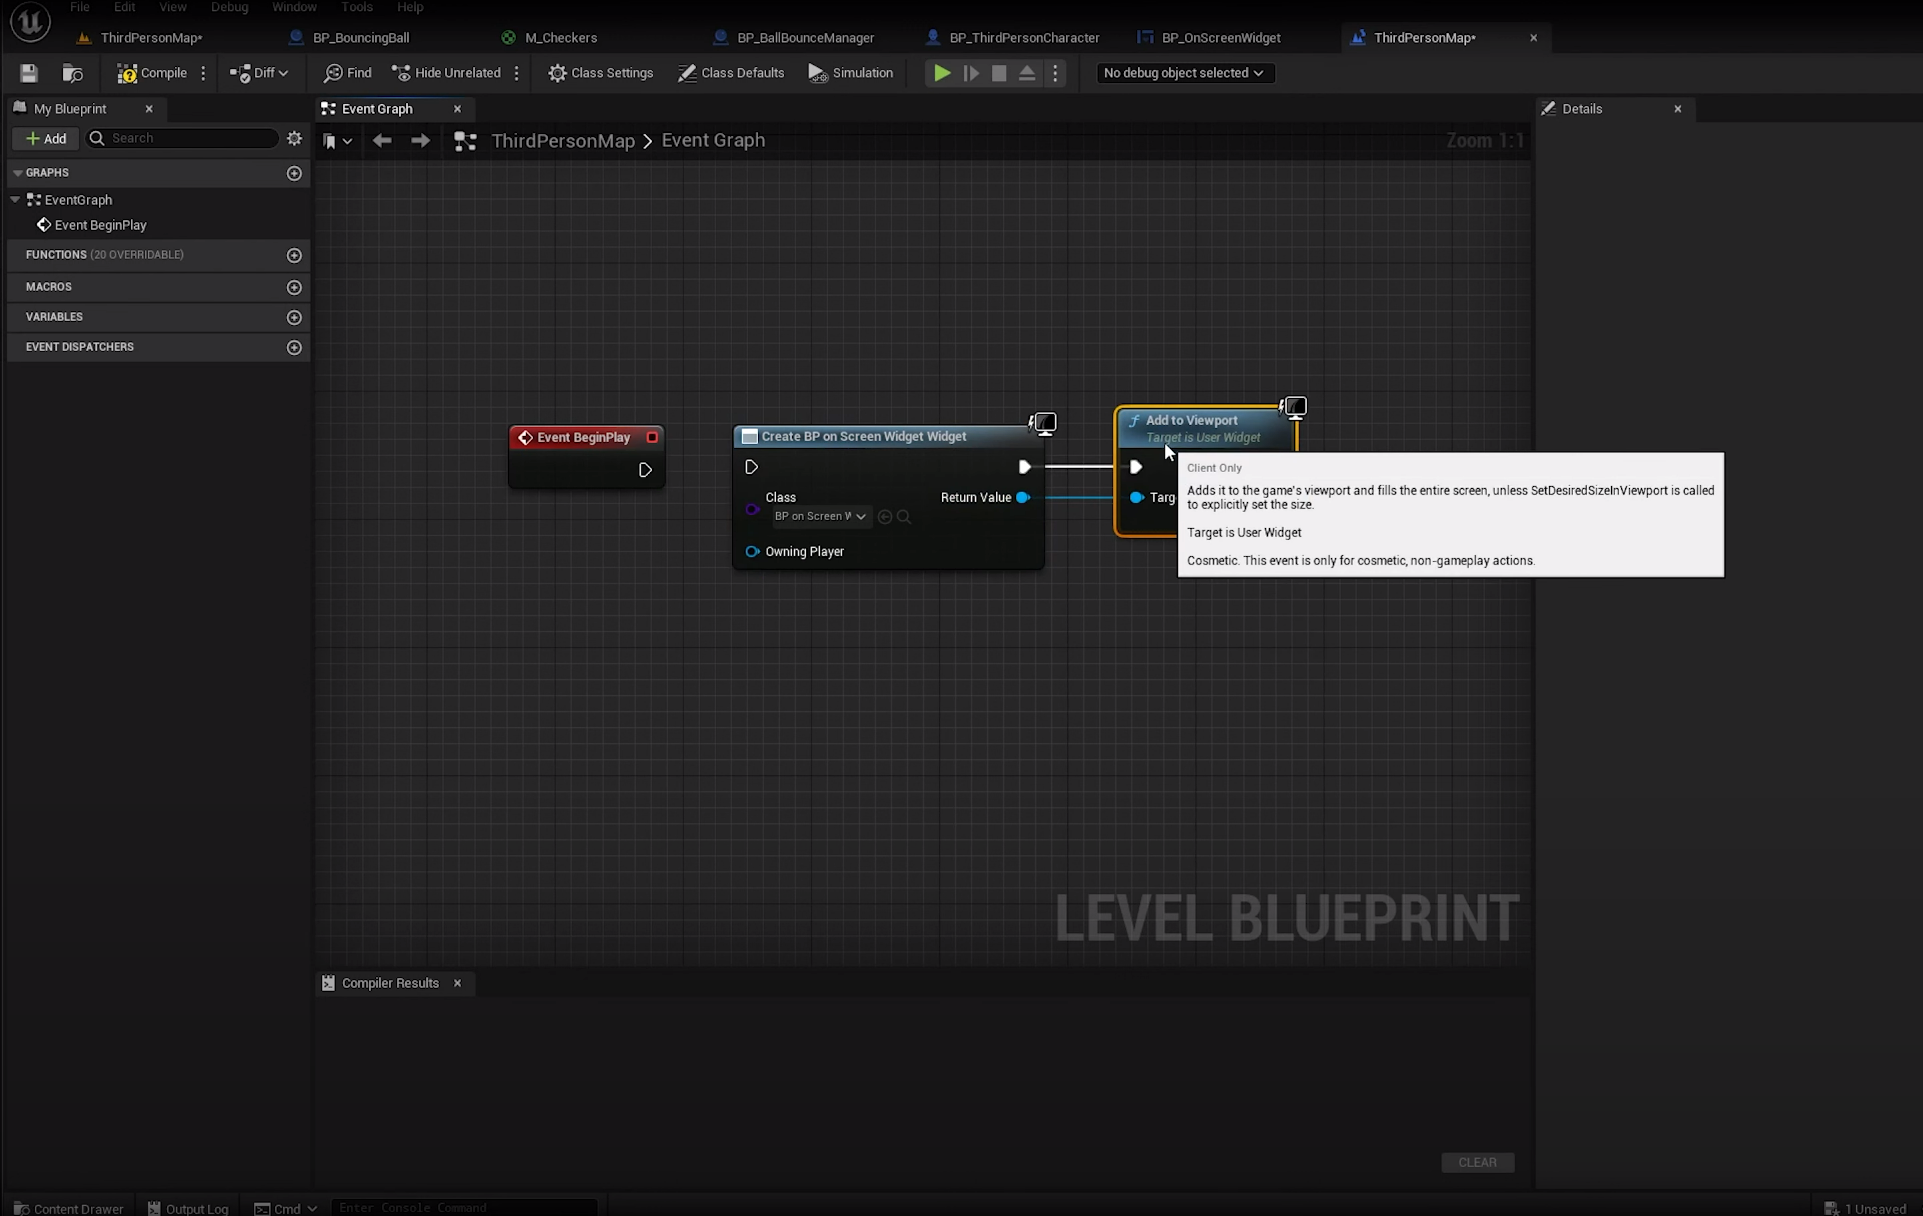 File Edit View Debug Window Tools Help
ThirdPersonMap* BP_BouncingBall M_Checkers BP_BallBounceManager BP_ThirdPersonCharacter BP_OnScreenWidget ThirdPersonMap*
Compile Diff Find Hide Unrelated Class Settings Class Defaults Simulation No debug object selected
My Blueprint Event Graph Details
Add Search
ThirdPersonMap > Event Graph Zoom 1:1
GRAPHS
EventGraph
Event BeginPlay
FUNCTIONS (20 OVERRIDABLE)
MACROS
VARIABLES
EVENT DISPATCHERS
Event BeginPlay
Create BP on Screen Widget Widget
Class
BP on Screen W
Return Value
Owning Player
Add to Viewport
Target is User Widget
Targ
Client Only
Adds it to the game's viewport and fills the entire screen, unless SetDesiredSizeInViewport is called
to explicitly set the size.
Target is User Widget
Cosmetic. This event is only for cosmetic, non-gameplay actions.
LEVEL BLUEPRINT
Compiler Results
CLEAR
Content Drawer Output Log Cmd Enter Console Command 1 Unsaved